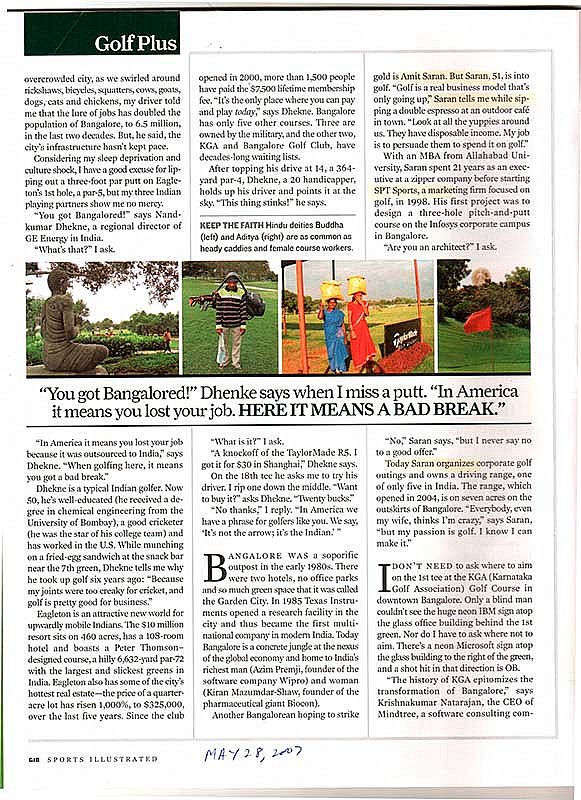 Golf Plus
overcrowded city, as we swirled around
rickshaws, bicycles, squatters, cows, goats,
dogs, cats and chickens, my driver told
me that the lure of jobs has doubled the
population of Bangalore, to 6.5 million,
in the last two decades. But, he said, the
city's infrastructure hasn't kept pace.
Considering my sleep deprivation and
culture shock, I have a good excuse for lip-
ping out a three-foot par putt on Eagle-
ton's 1st hole, a par-5, but my three Indian
playing partners show me no mercy.
"You got Bangalored!" says Nand-
kumar Dhekne, a regional director of
GE Energy in India.
"What's that?" I ask.
opened in 2000, more than 1,500 people
have paid the $7,500 lifetime membership
fee. "It's the only place where you can pay
and play today," says Dhekne. Bangalore
has only five other courses. Three are
owned by the military, and the other two,
KGA and Bangalore Golf Club, have
decades-long waiting lists.
After topping his drive at 14, a 364-
yard par-4, Dhekne, a 20 handicapper,
holds up his driver and points it at the
sky. "This thing stinks!" he says.
KEEP THE FAITH Hindu deities Buddha
(left) and Aditya (right) are as common as
heady caddies and female course workers.
gold is Amit Saran. But Saran, 51, is into
golf. "Golf is a real business model that's
only going up," Saran tells me while sip-
ping a double espresso at an outdoor café
in town. "Look at all the yuppies around
us. They have disposable income. My job
is to persuade them to spend it on golf."
With an MBA from Allahabad Uni-
versity, Saran spent 21 years as an exec-
utive at a zipper company before starting
SPT Sports, a marketing firm focused on
golf, in 1998. His first project was to
design a three-hole pitch-and-putt
course on the Infosys corporate campus
in Bangalore.
"Are you an architect?" I ask.
TaylorMade
"You got Bangalored!" Dhenke says when I miss a putt. "In America
it means you lost your job. HERE IT MEANS A BAD BREAK."
"In America it means you lost your job
because it was outsourced to India," says
Dhekne. "When golfing here, it means
you got a bad break."
Dhekne is a typical Indian golfer. Now
50, he's well-educated (he received a de-
gree in chemical engineering from the
University of Bombay), a good cricketer
(he was the star of his college team) and
has worked in the U.S. While munching
on a fried-egg sandwich at the snack bar
near the 7th green, Dhekne tells me why
he took up golf six years ago: "Because
my joints were too creaky for cricket, and
golf is pretty good for business."
Eagleton is an attractive new world for
upwardly mobile Indians. The $10 million
resort sits on 460 acres, has a 108-room
hotel and boasts a Peter Thomson–
designed course, a hilly 6,632-yard par-72
with the largest and slickest greens in
India. Eagleton also has some of the city's
hottest real estate—the price of a quarter-
acre lot has risen 1,000%, to $325,000,
over the last five years. Since the club
"What is it?" I ask.
"A knockoff of the TaylorMade R5. I
got it for $30 in Shanghai," Dhekne says.
On the 18th tee he asks me to try his
driver. I rip one down the middle. "Want
to buy it?" asks Dhekne. "Twenty bucks."
"No thanks," I reply. "In America we
have a phrase for golfers like you. We say,
'It's not the arrow; it's the Indian.' "
BANGALORE WAS a soporific
outpost in the early 1980s. There
were two hotels, no office parks
and so much green space that it was called
the Garden City. In 1985 Texas Instru-
ments opened a research facility in the
city and thus became the first multi-
national company in modern India. Today
Bangalore is a concrete jungle at the nexus
of the global economy and home to India's
richest man (Azim Premji, founder of the
software company Wipro) and woman
(Kiran Mazumdar-Shaw, founder of the
pharmaceutical giant Biocon).
Another Bangalorean hoping to strike
"No," Saran says, "but I never say no
to a good offer."
Today Saran organizes corporate golf
outings and owns a driving range, one
of only five in India. The range, which
opened in 2004, is on seven acres on the
outskirts of Bangalore. "Everybody, even
my wife, thinks I'm crazy," says Saran,
"but my passion is golf. I know I can
make it."
I DON'T NEED to ask where to aim
on the 1st tee at the KGA (Karnataka
Golf Association) Golf Course in
downtown Bangalore. Only a blind man
couldn't see the huge neon IBM sign atop
the glass office building behind the 1st
green. Nor do I have to ask where not to
aim. There's a neon Microsoft sign atop
the glass building to the right of the green,
and a shot hit in that direction is OB.
"The history of KGA epitomizes the
transformation of Bangalore," says
Krishnakumar Natarajan, the CEO of
Mindtree, a software consulting com-
G10 SPORTS ILLUSTRATED
MAY 28, 2007